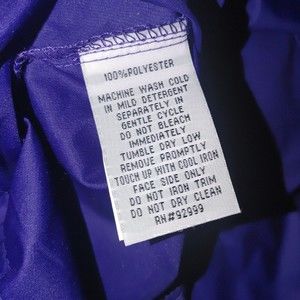 100%POLYESTER
MACHINE WASH COLD
IN MILD DETERGENT
SEPARATELY IN
GENTLE CYCLE
DO NOT BLEACH
IMMEDIATELY
TUMBLE DRY LOW
REMOVE PROMPTLY
TOUCH UP WITH COOL IRON
FACE SIDE ONLY
DO NOT IRON TRIM
DO NOT DRY CLEAN
RN#92999